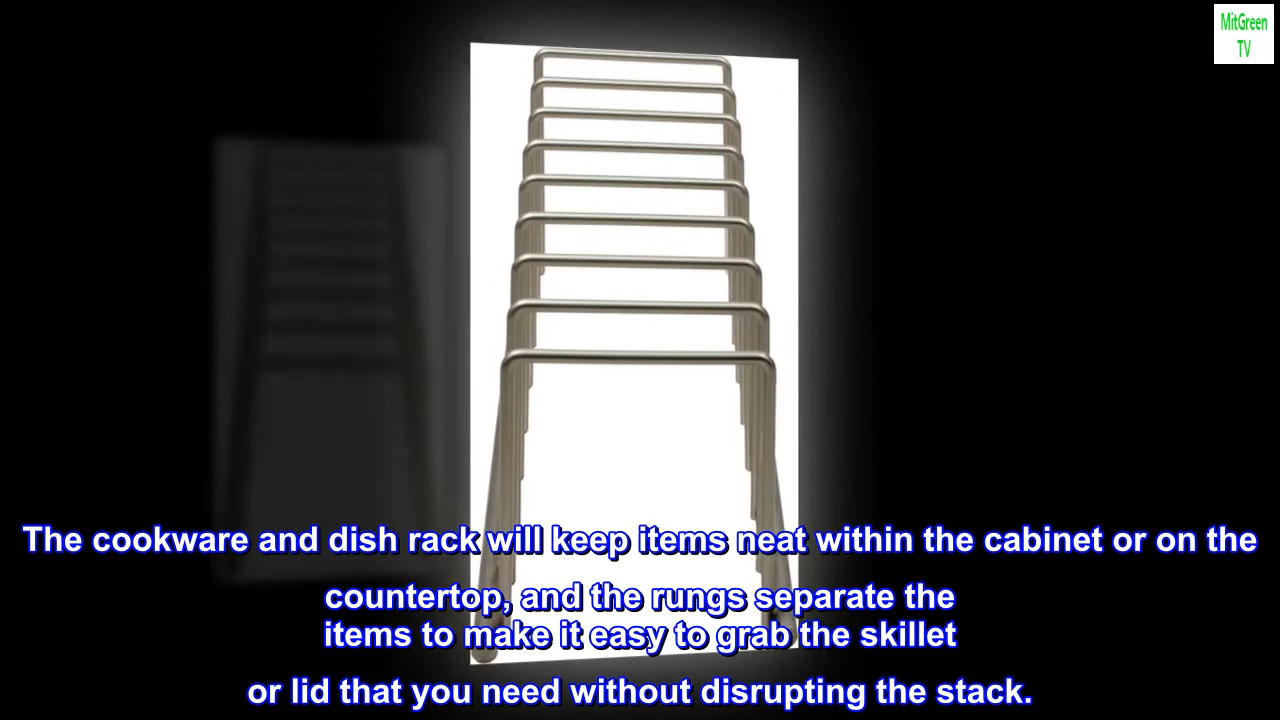 MitGreen
TV
The cookware and dish rack will keep items neat within the cabinet or on the
countertop, and the rungs separate the
items to make it easy to grab the skillet
or lid that you need without disrupting the stack.